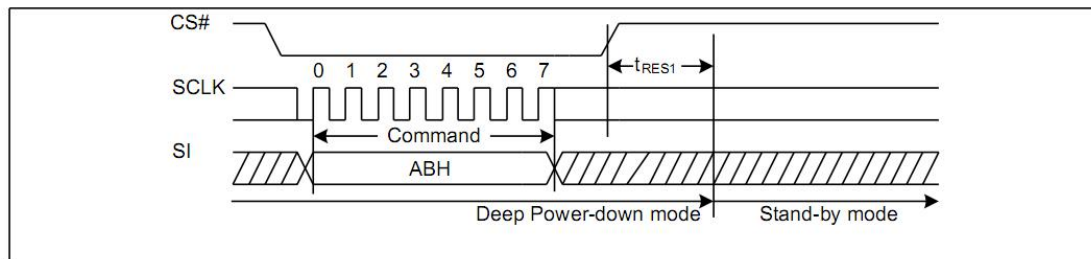 CS#
tRES1
0 1 2 3 4 5 6 7
SCLK
Command
SI
ABH
Deep Power-down mode Stand-by mode